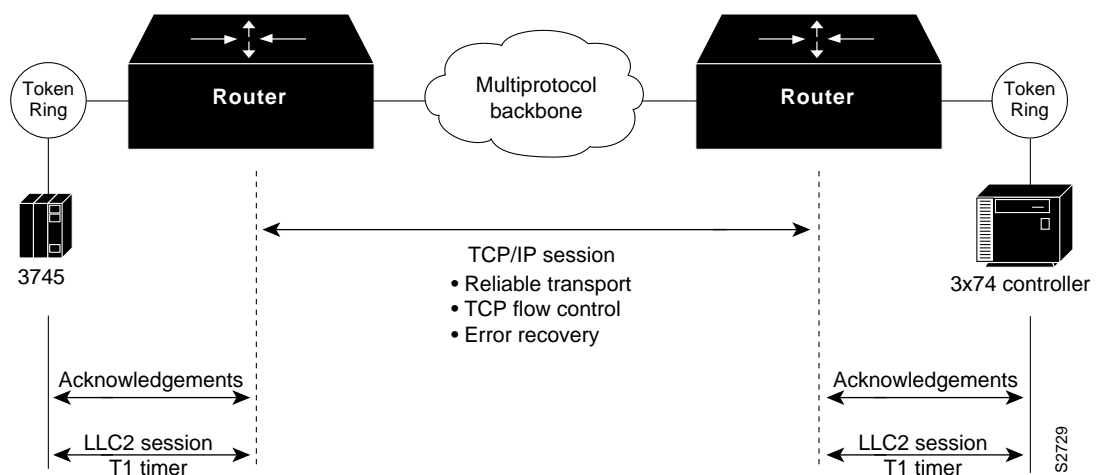 Token
Ring
Router
Multiprotocol
backbone
Router
Token
Ring
3745
TCP/IP session
• Reliable transport
• TCP flow control
• Error recovery
3x74 controller
Acknowledgements
Acknowledgements
LLC2 session
T1 timer
LLC2 session
T1 timer
S2729